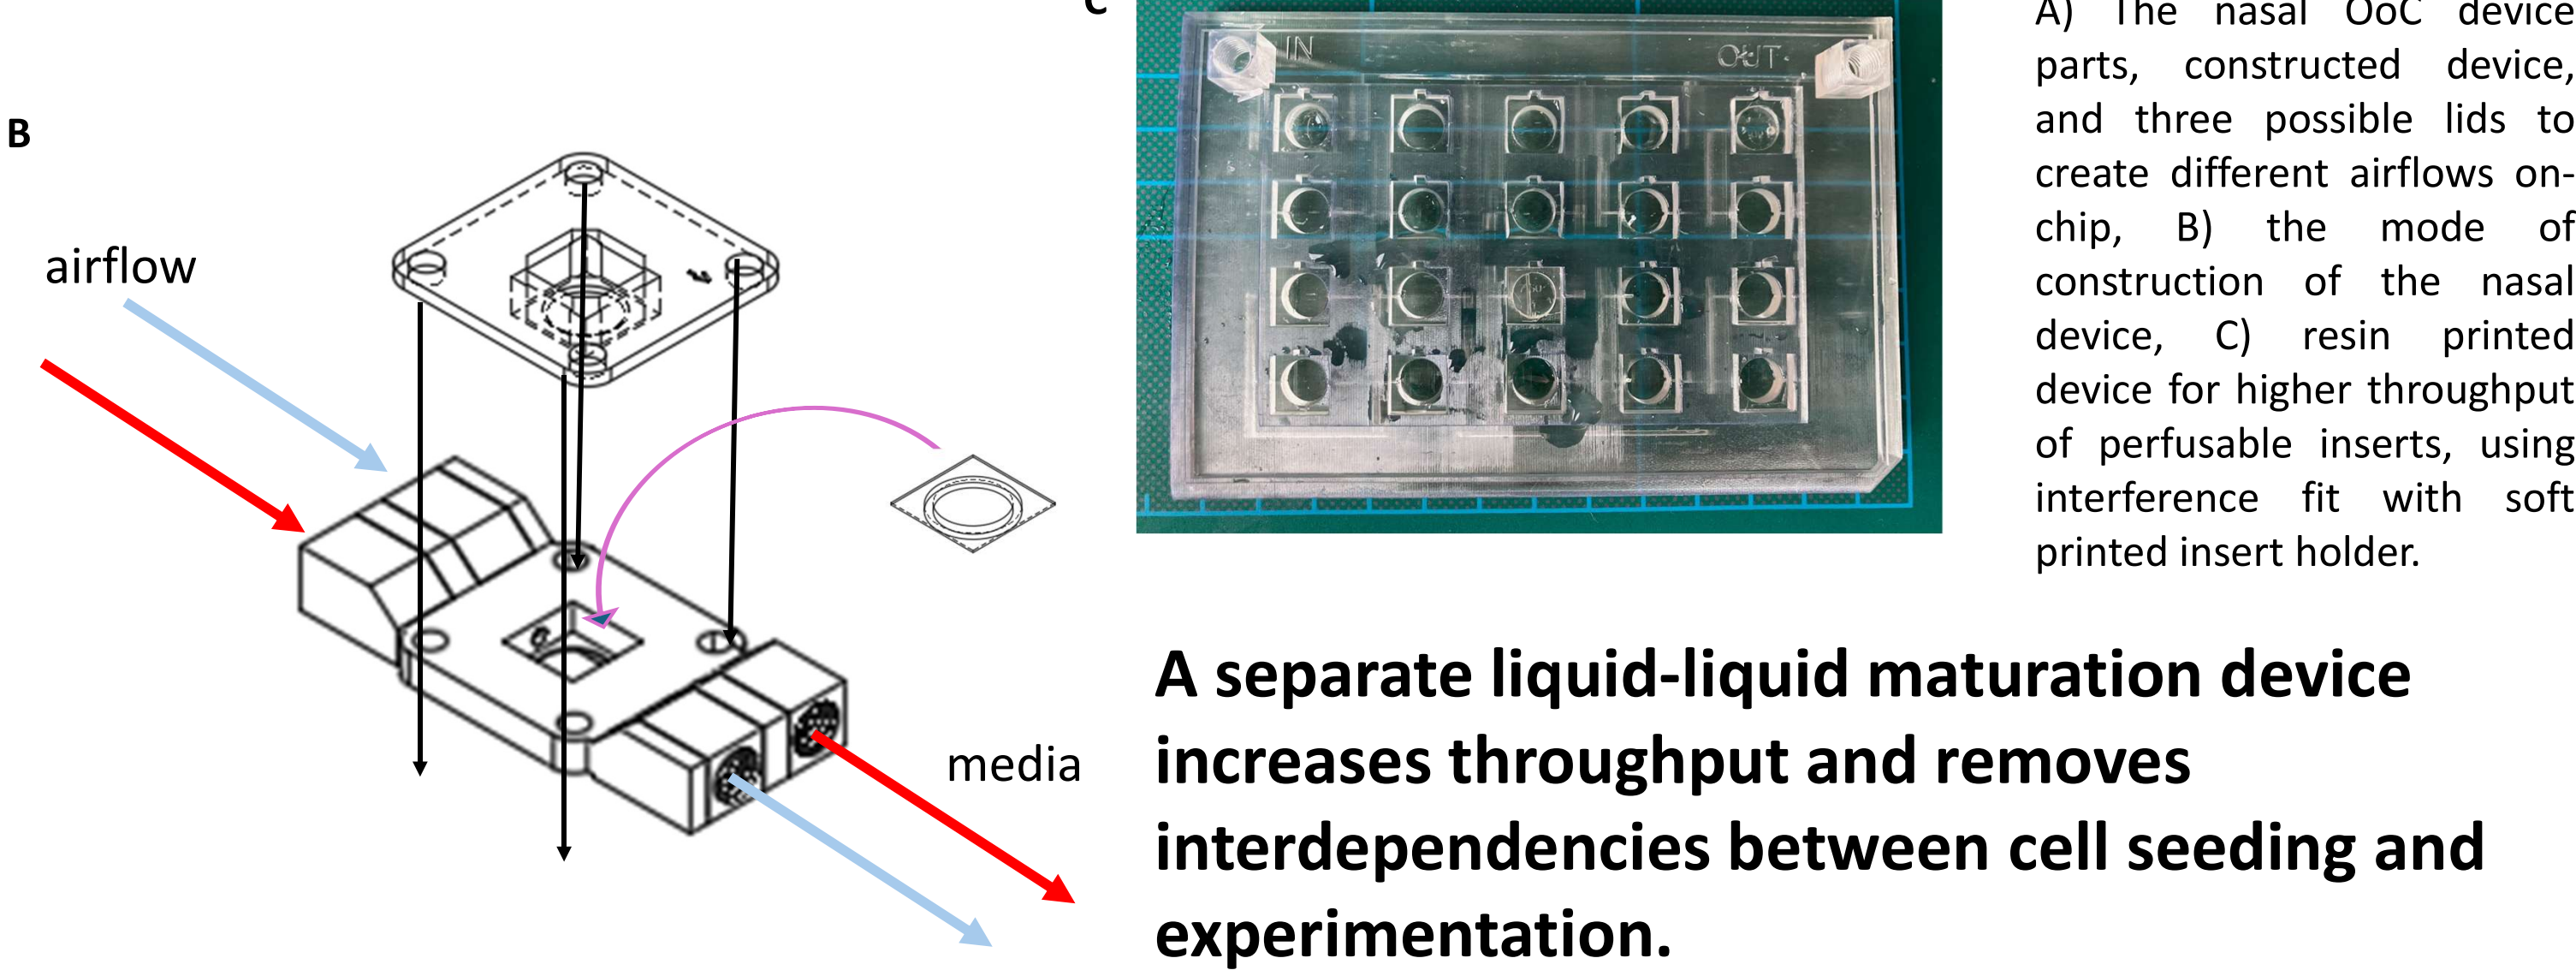 C
A) The nasal OoC device
parts, constructed device,
and three possible lids to
create different airflows on-
chip, B) the mode of
construction of the nasal
device, C) resin printed
device for higher throughput
of perfusable inserts, using
interference fit with soft
printed insert holder.
IN
OUT
B
airflow
media
A separate liquid-liquid maturation device
increases throughput and removes
interdependencies between cell seeding and
experimentation.